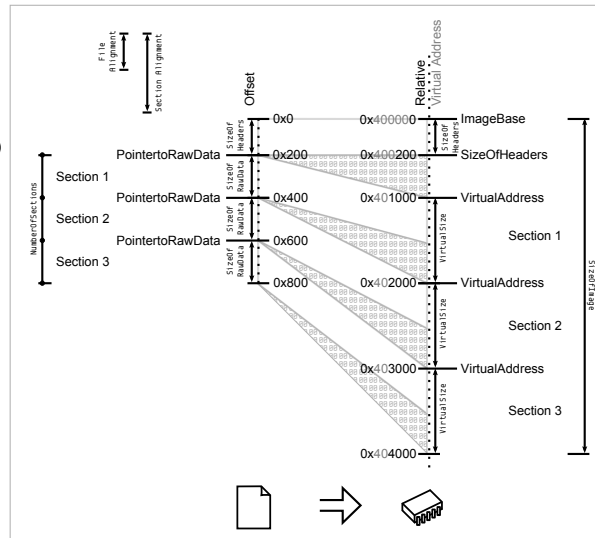 File
Alignment
Section Alignment
Offset
Relative
Virtual Address
0x0
0x400000
ImageBase
SizeOf
Headers
SizeOf
Headers
PointertoRawData
0x200
0x400200
SizeOfHeaders
Section 1
SizeOf
RawData
PointertoRawData
0x400
0x401000
VirtualAddress
NumberOfSections
Section 2
SizeOf
RawData
VirtualSize
Section 1
PointertoRawData
0x600
Section 3
SizeOf
RawData
SizeOfImage
0x800
0x402000
VirtualAddress
VirtualSize
Section 2
0x403000
VirtualAddress
VirtualSize
Section 3
0x404000